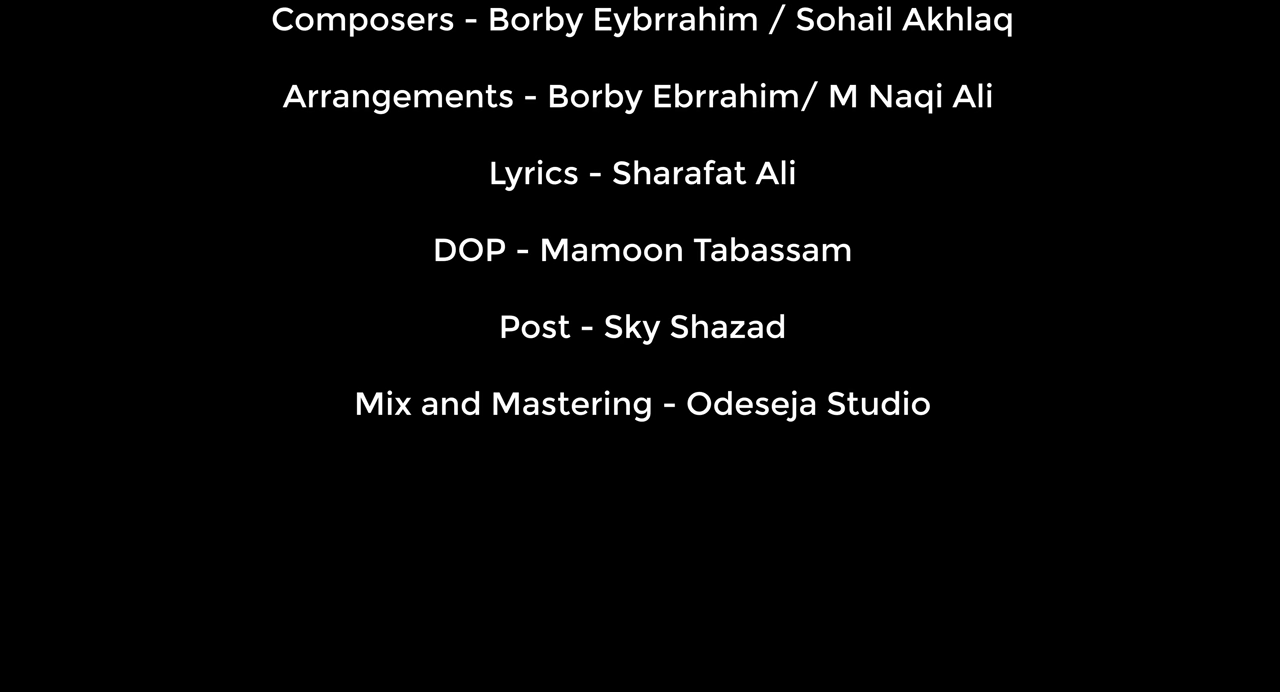 Composers - Borby Eybrrahim / Sohail Akhlaq
Arrangements - Borby Ebrrahim/ M Naqi Ali
Lyrics - Sharafat Ali
DOP - Mamoon Tabassam
Post - Sky Shazad
Mix and Mastering - Odeseja Studio